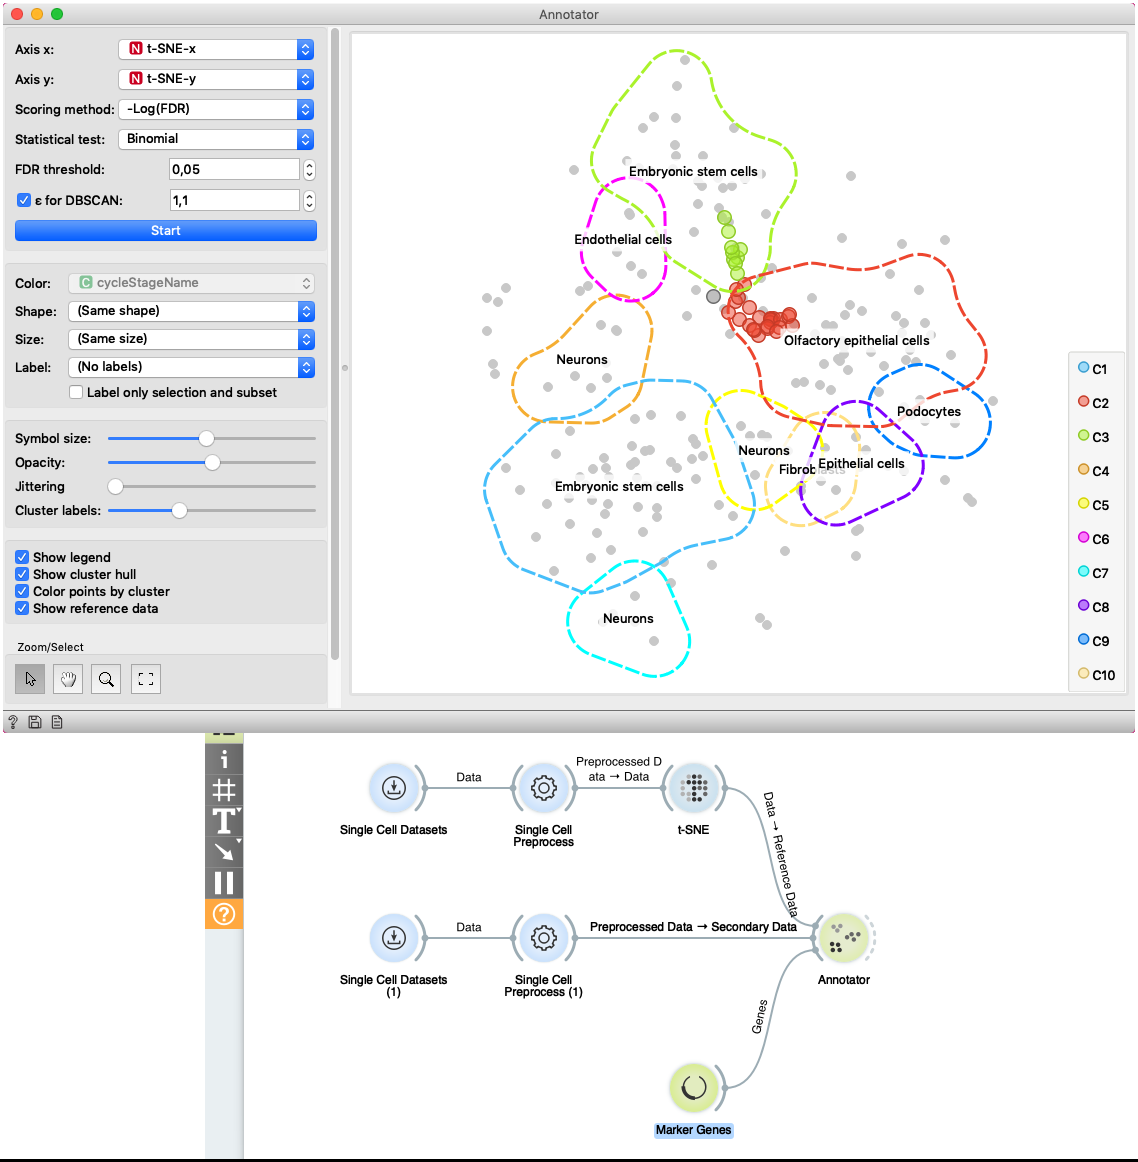 Annotator
Axis x:
N t-SNE-x
Axis y:
N t-SNE-y
Scoring method:
-Log(FDR)
Statistical test:
Binomial
FDR threshold:
0,05
ε for DBSCAN:
1,1
Start
Color:
C cycleStageName
Shape:
(Same shape)
Size:
(Same size)
Label:
(No labels)
Label only selection and subset
Symbol size:
Opacity:
Jittering
Cluster labels:
Show legend
Show cluster hull
Color points by cluster
Show reference data
Zoom/Select
Embryonic stem cells
Endothelial cells
Olfactory epithelial cells
Neurons
Podocytes
Neurons
Epithelial cells
Fibroblasts
Embryonic stem cells
Neurons
C1
C2
C3
C4
C5
C6
C7
C8
C9
C10
?
i
T
?
Single Cell Datasets
Data
Single Cell
Preprocess
Preprocessed D
ata → Data
t-SNE
Data → Reference Data
Single Cell Datasets
(1)
Data
Single Cell
Preprocess (1)
Preprocessed Data → Secondary Data
Annotator
Genes
Marker Genes